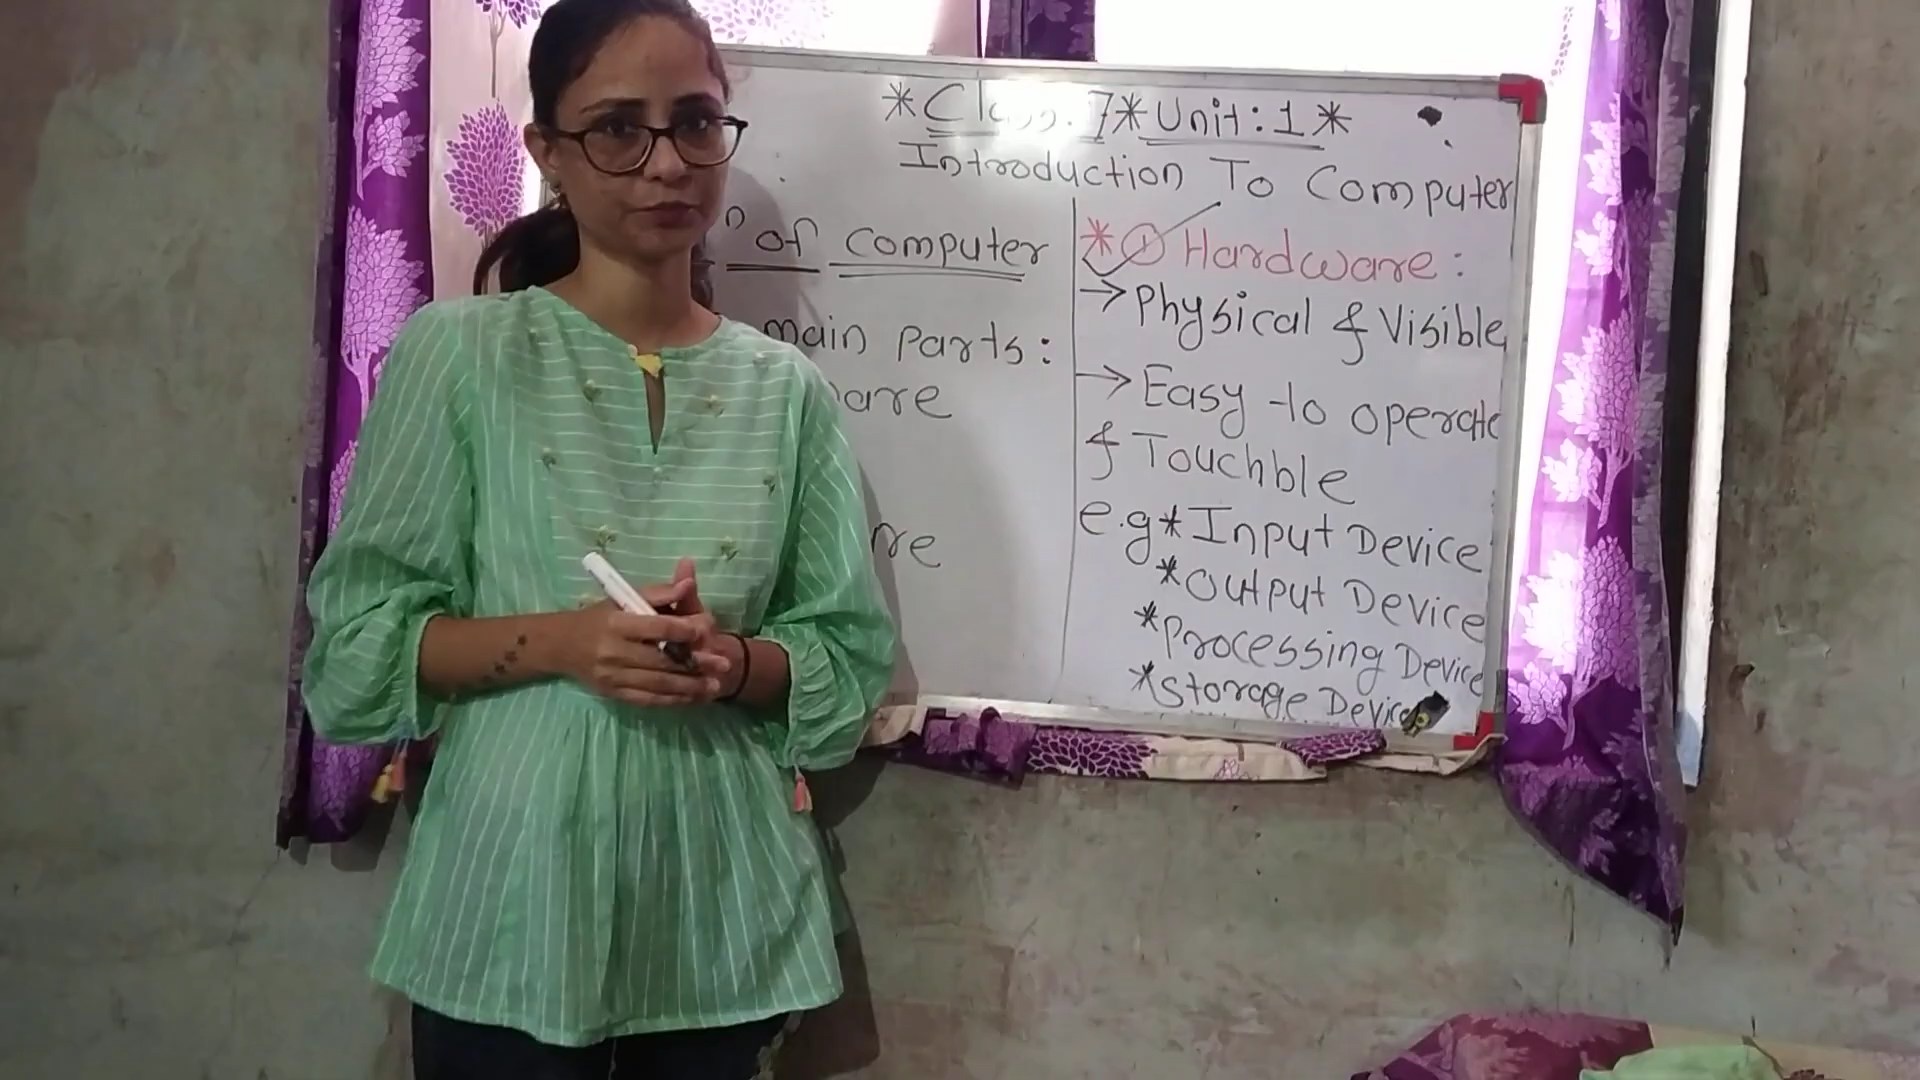 *Class.7*Unit:1*
Introduction To Computer
of computer
main parts:
are
re
*① Hardware:
→ Physical & Visible
→ Easy to operate
& Touchble
e.g * Input Device
* Output Device
* Processing Device
* Storage Device